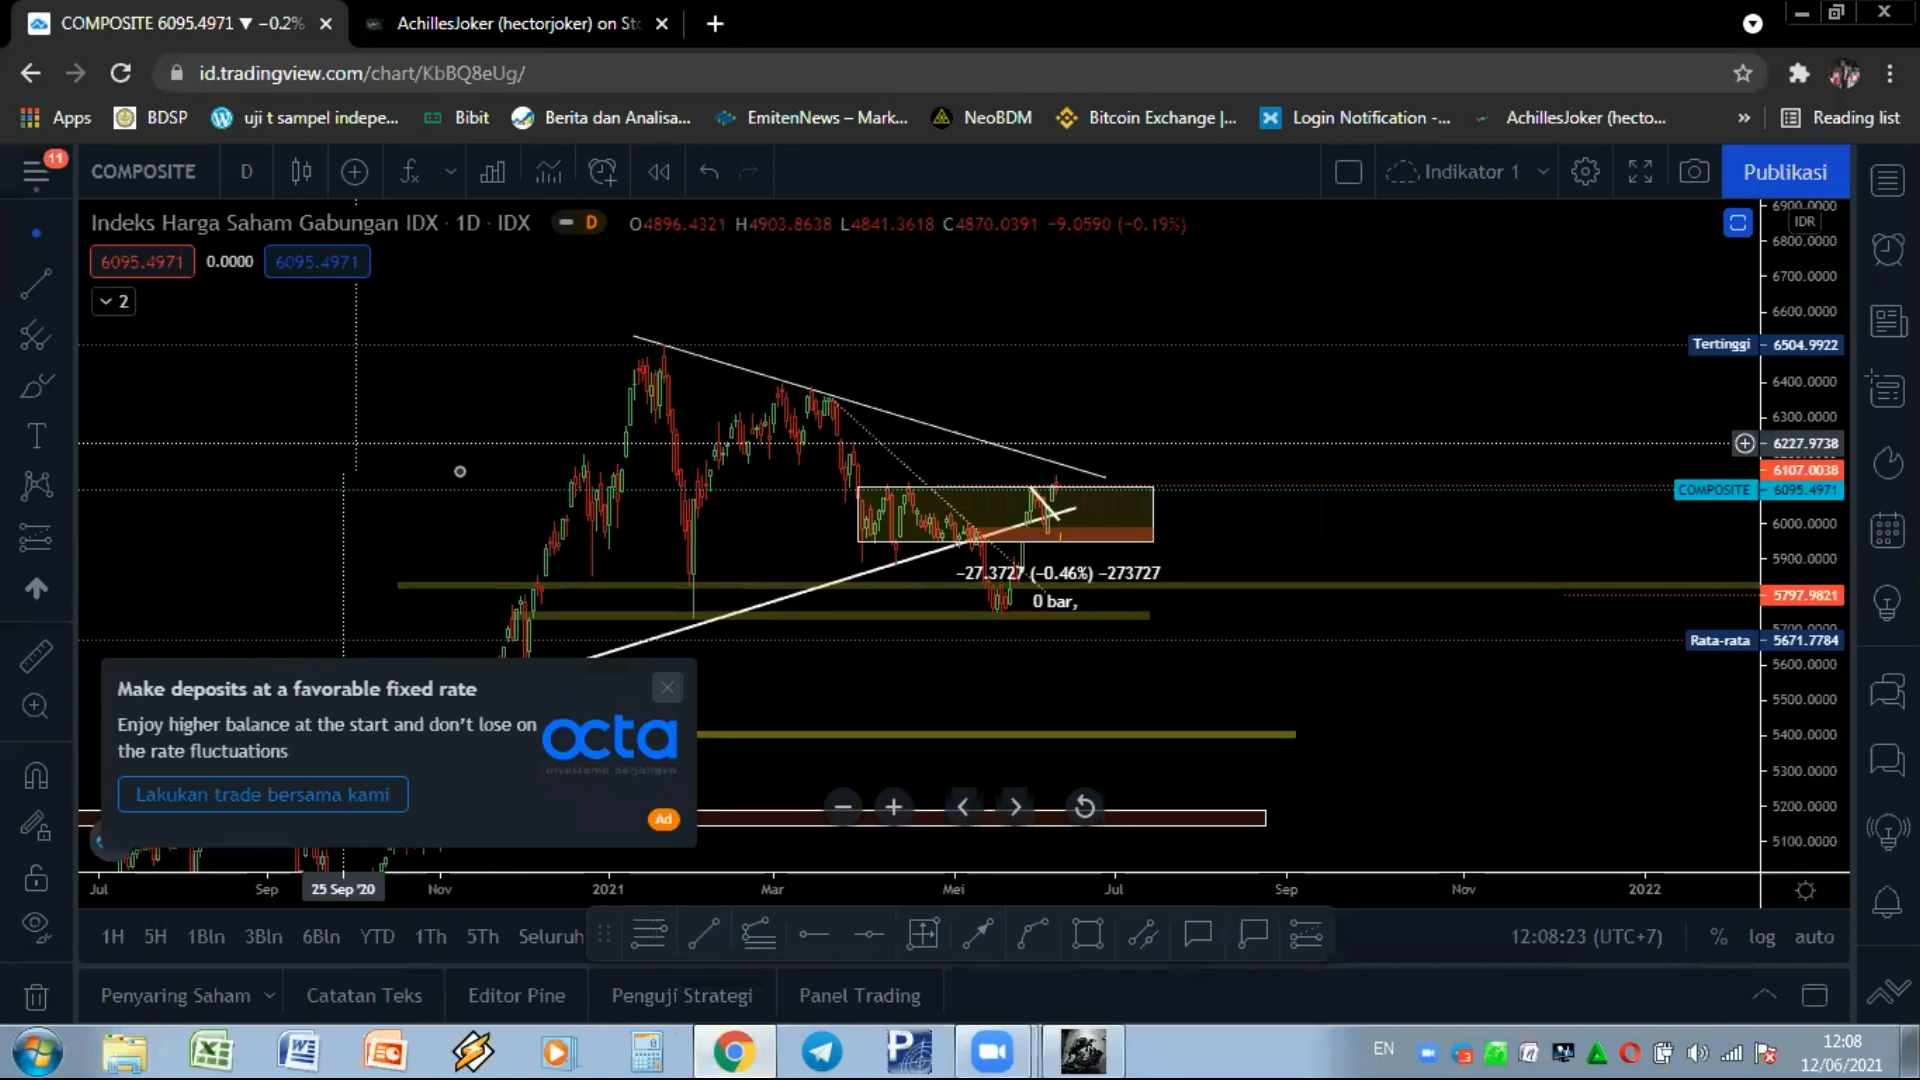 COMPOSITE 6095.4971 ▼ −0.2%
AchillesJoker (hectorjoker) on Sto
id.tradingview.com/chart/KbBQ8eUg/
Apps
BDSP
uji t sampel indepe...
Bibit
Berita dan Analisa...
EmitenNews – Mark...
NeoBDM
Bitcoin Exchange |...
Login Notification -...
AchillesJoker (hecto...
»
Reading list
11
COMPOSITE
D
Indikator 1
Publikasi
Indeks Harga Saham Gabungan IDX · 1D · IDX
D
O4896.4321 H4903.8638 L4841.3618 C4870.0391 −9.0590 (−0.19%)
6095.4971
0.0000
6095.4971
2
6900.0000
IDR
6800.0000
6700.0000
6600.0000
Tertinggi
6504.9922
6400.0000
6300.0000
6227.9738
6107.0038
COMPOSITE
6095.4971
6000.0000
5900.0000
5797.9821
5700.0000
Rata-rata
5671.7784
5600.0000
5500.0000
5400.0000
5300.0000
5200.0000
5100.0000
−27.3727 (−0.46%) −273727
0 bar,
Make deposits at a favorable fixed rate
Enjoy higher balance at the start and don’t lose on
the rate fluctuations
octa
investama berjangka
Lakukan trade bersama kami
Ad
Jul
Sep
25 Sep '20
Nov
2021
Mar
Mei
Jul
Sep
Nov
2022
1H
5H
1Bln
3Bln
6Bln
YTD
1Th
5Th
Seluruh
12:08:23 (UTC+7)
%
log
auto
Penyaring Saham
Catatan Teks
Editor Pine
Penguji Strategi
Panel Trading
EN
12:08
12/06/2021